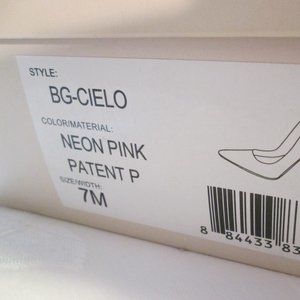 STYLE:
BG-CIELO
COLOR/MATERIAL:
NEON PINK
PATENT P
SIZE/WIDTH:
7M
8 84433 83